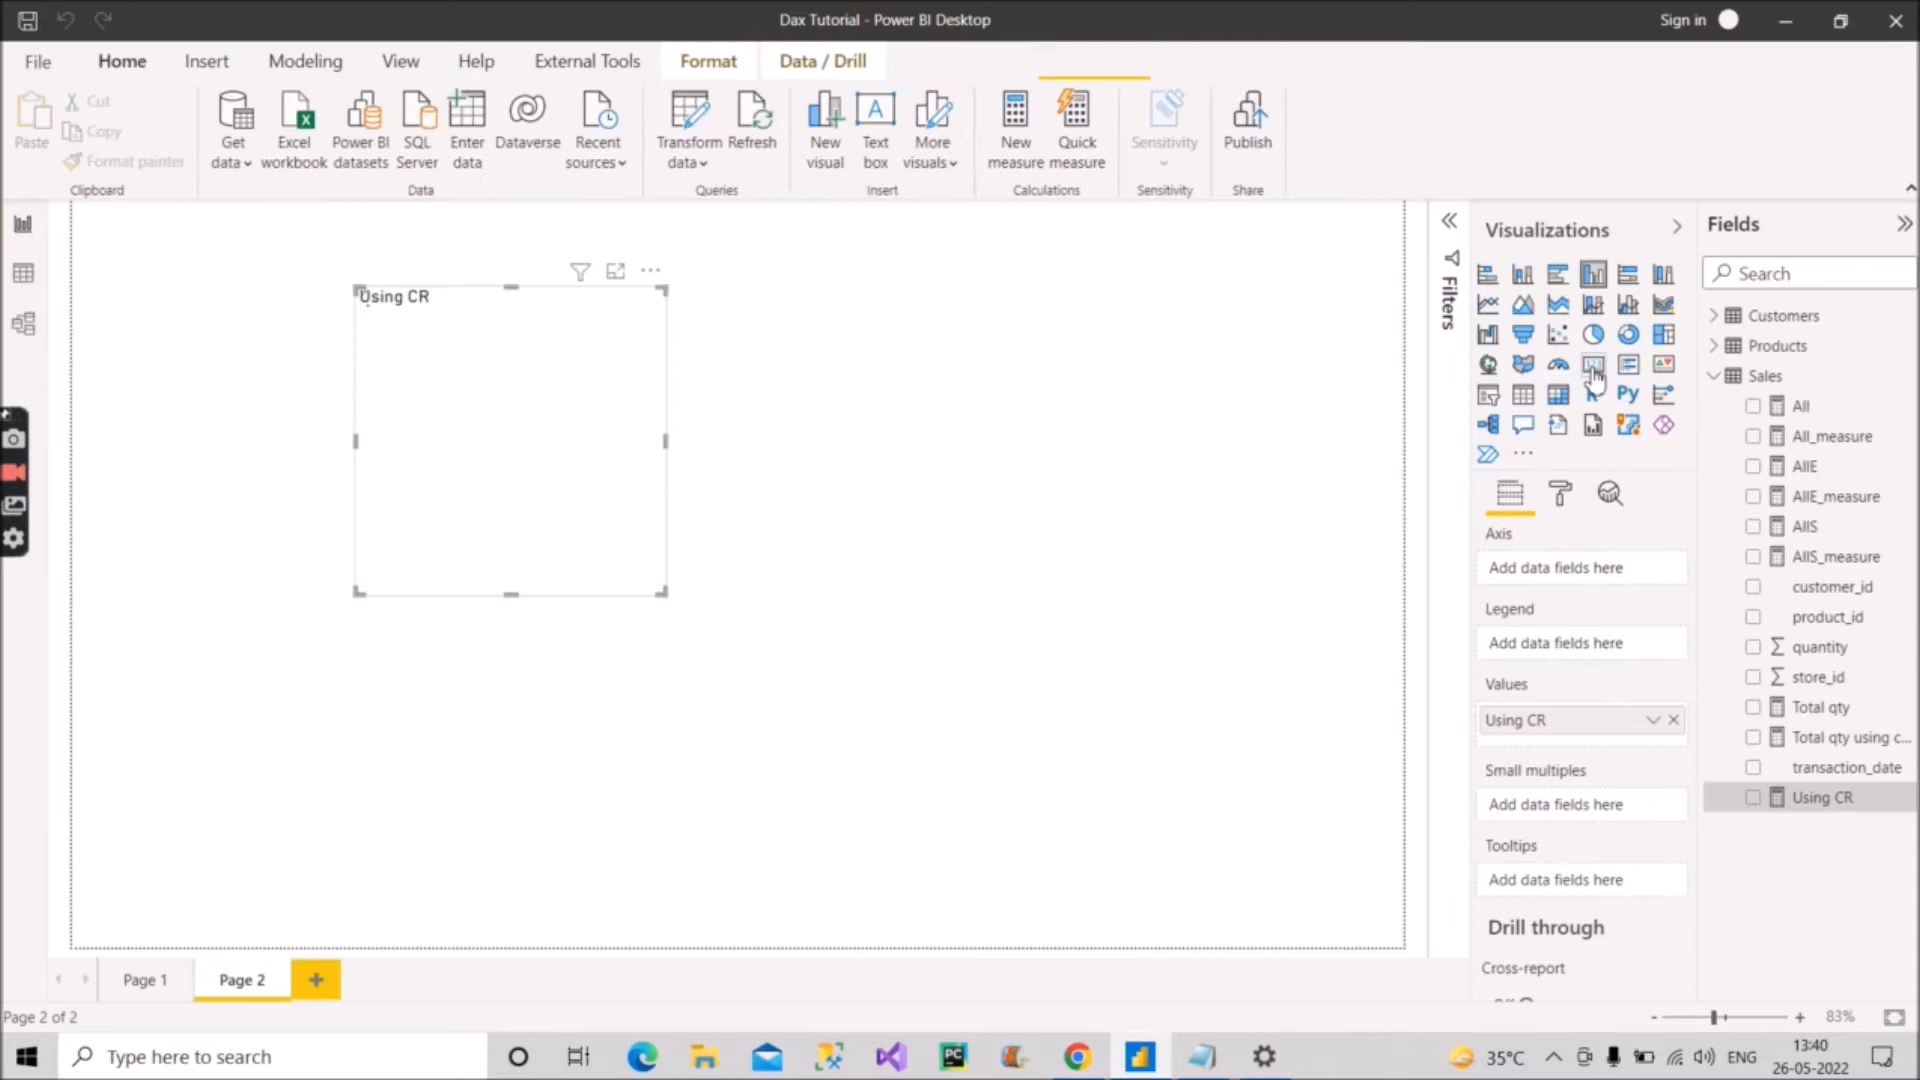 Dax Tutorial - Power BI Desktop
Sign in
File
Home
Insert
Modeling
View
Help
External Tools
Format
Data / Drill
Paste
Cut
Copy
Format painter
Clipboard
Get data
Excel workbook
Power BI datasets
SQL Server
Enter data
Dataverse
Recent sources
Data
Transform data
Refresh
Queries
New visual
A
Text box
More visuals
Insert
New measure
Quick measure
Calculations
Sensitivity
Sensitivity
Publish
Share
Using CR
Filters
Visualizations
Py
Axis
Add data fields here
Legend
Add data fields here
Values
Using CR
Small multiples
Add data fields here
Tooltips
Add data fields here
Drill through
Cross-report
Fields
Search
Customers
Products
Sales
All
All_measure
AllE
AllE_measure
AllS
AllS_measure
customer_id
product_id
quantity
store_id
Total qty
Total qty using c...
transaction_date
Using CR
Page 1
Page 2
Page 2 of 2
83%
Type here to search
PC
35°C
ENG
13:40
26-05-2022